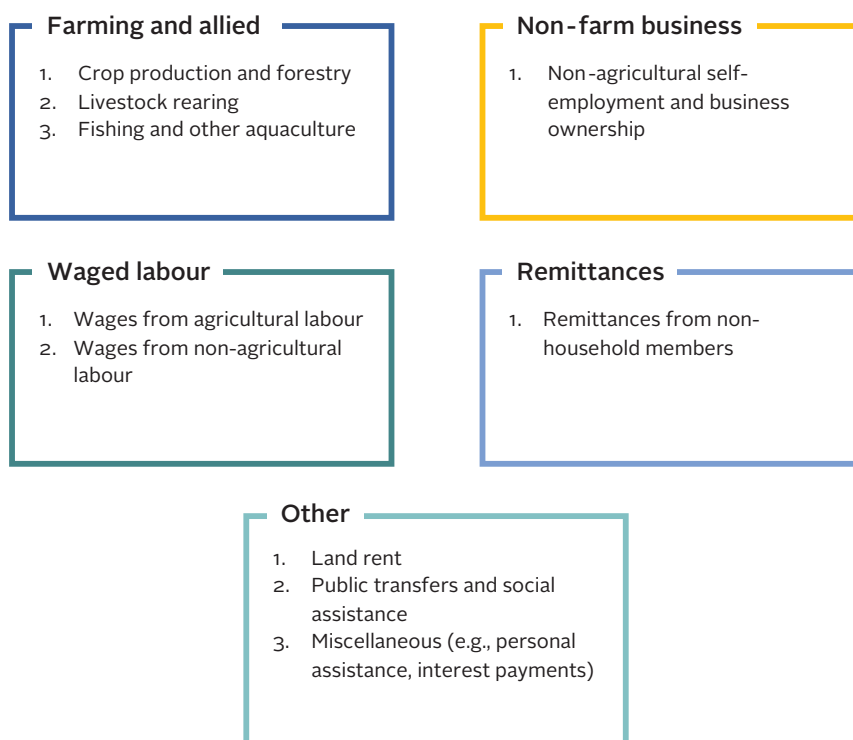 Farming and allied
1. Crop production and forestry
2. Livestock rearing
3. Fishing and other aquaculture
Non-farm business
1. Non-agricultural self-
employment and business
ownership
Waged labour
1. Wages from agricultural labour
2. Wages from non-agricultural
labour
Remittances
1. Remittances from non-
household members
Other
1. Land rent
2. Public transfers and social
assistance
3. Miscellaneous (e.g., personal
assistance, interest payments)